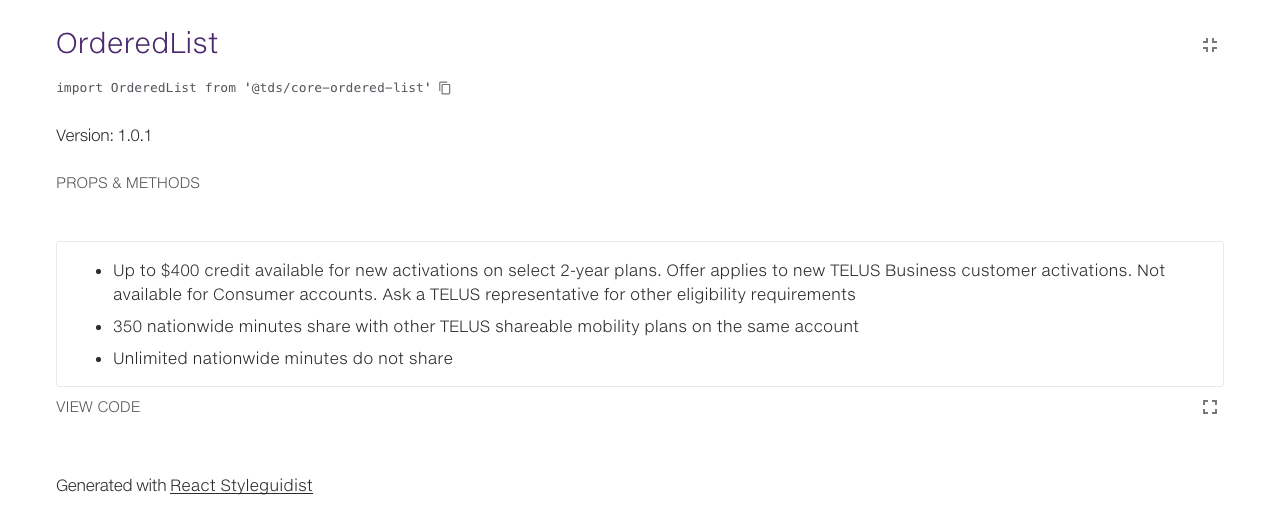 OrderedList
import OrderedList from '@tds/core-ordered-list'
Version: 1.0.1
PROPS & METHODS
• Up to $400 credit available for new activations on select 2-year plans. Offer applies to new TELUS Business customer activations. Not
available for Consumer accounts. Ask a TELUS representative for other eligibility requirements
• 350 nationwide minutes share with other TELUS shareable mobility plans on the same account
• Unlimited nationwide minutes do not share
VIEW CODE
Generated with React Styleguidist